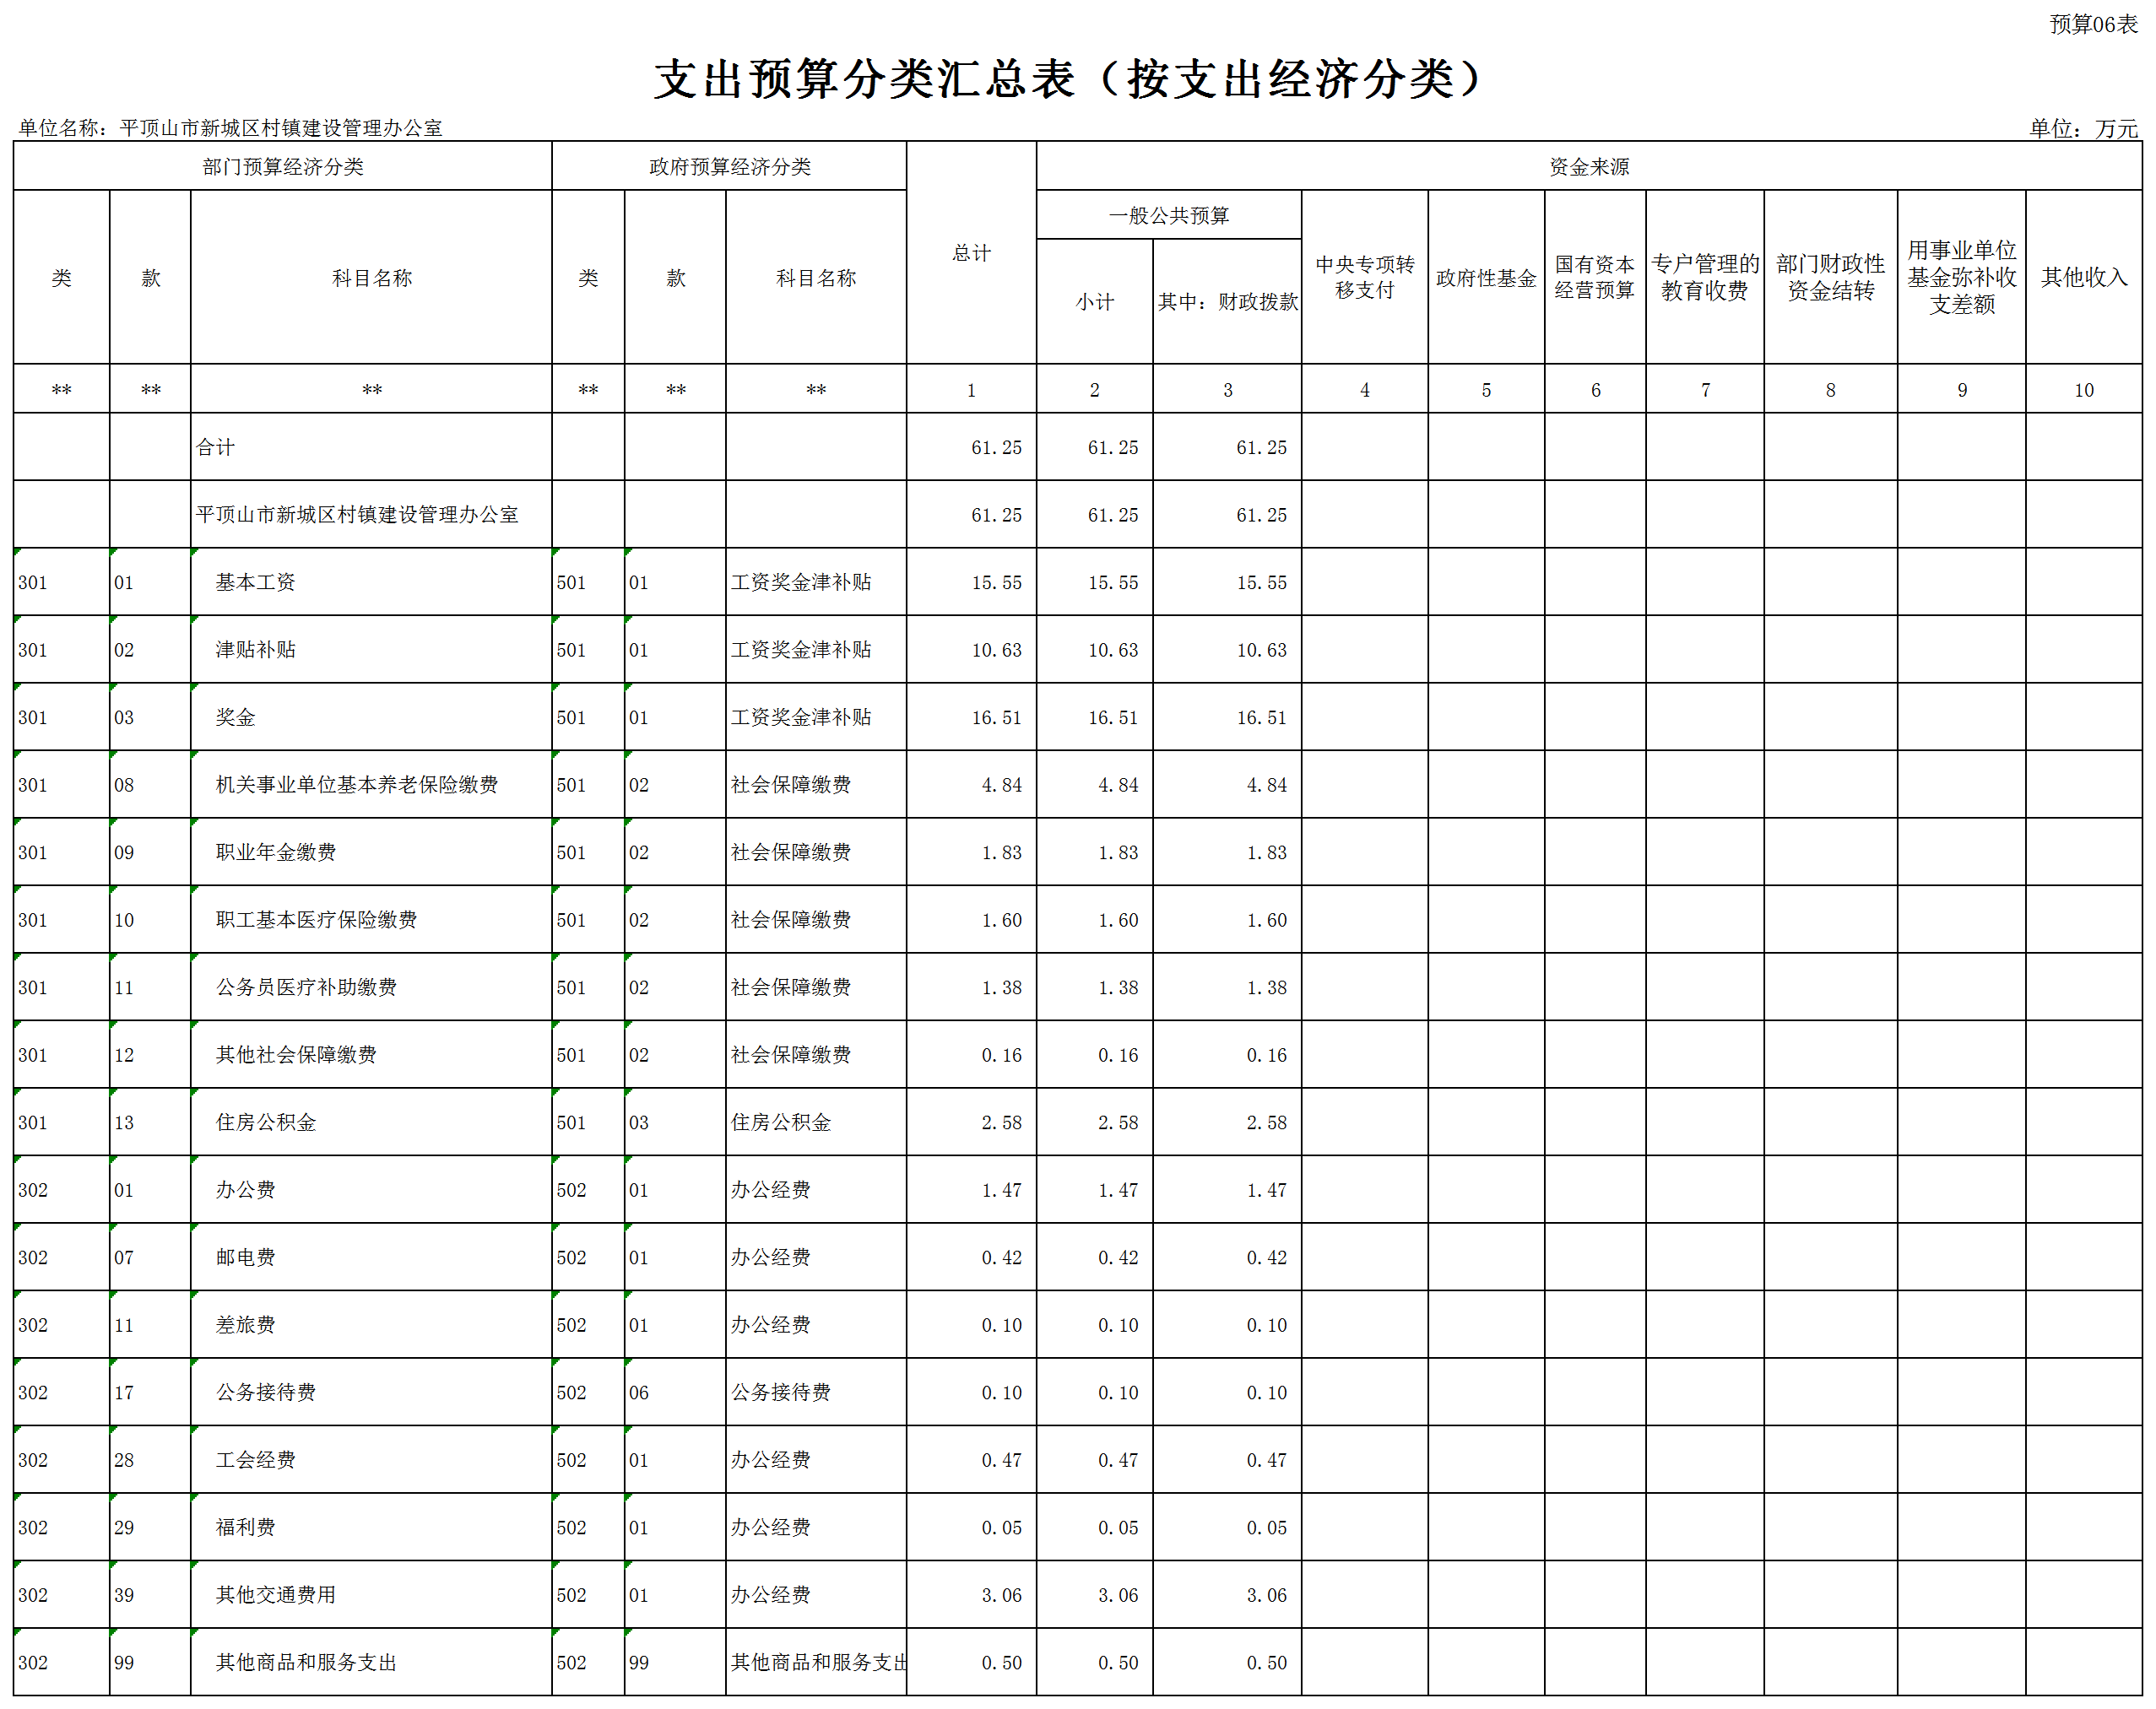 预算06表
支出预算分类汇总表（按支出经济分类）
单位名称：平顶山市新城区村镇建设管理办公室 单位：万元
部门预算经济分类 政府预算经济分类 总计 资金来源
类 款 科目名称 类 款 科目名称 一般公共预算 中央专项转移支付 政府性基金 国有资本经营预算 专户管理的教育收费 部门财政性资金结转 用事业单位基金弥补收支差额 其他收入
小计 其中：财政拨款
** ** ** ** ** ** 1 2 3 4 5 6 7 8 9 10
合计 61.25 61.25 61.25
平顶山市新城区村镇建设管理办公室 61.25 61.25 61.25
301 01 基本工资 501 01 工资奖金津补贴 15.55 15.55 15.55
301 02 津贴补贴 501 01 工资奖金津补贴 10.63 10.63 10.63
301 03 奖金 501 01 工资奖金津补贴 16.51 16.51 16.51
301 08 机关事业单位基本养老保险缴费 501 02 社会保障缴费 4.84 4.84 4.84
301 09 职业年金缴费 501 02 社会保障缴费 1.83 1.83 1.83
301 10 职工基本医疗保险缴费 501 02 社会保障缴费 1.60 1.60 1.60
301 11 公务员医疗补助缴费 501 02 社会保障缴费 1.38 1.38 1.38
301 12 其他社会保障缴费 501 02 社会保障缴费 0.16 0.16 0.16
301 13 住房公积金 501 03 住房公积金 2.58 2.58 2.58
302 01 办公费 502 01 办公经费 1.47 1.47 1.47
302 07 邮电费 502 01 办公经费 0.42 0.42 0.42
302 11 差旅费 502 01 办公经费 0.10 0.10 0.10
302 17 公务接待费 502 06 公务接待费 0.10 0.10 0.10
302 28 工会经费 502 01 办公经费 0.47 0.47 0.47
302 29 福利费 502 01 办公经费 0.05 0.05 0.05
302 39 其他交通费用 502 01 办公经费 3.06 3.06 3.06
302 99 其他商品和服务支出 502 99 其他商品和服务支出 0.50 0.50 0.50